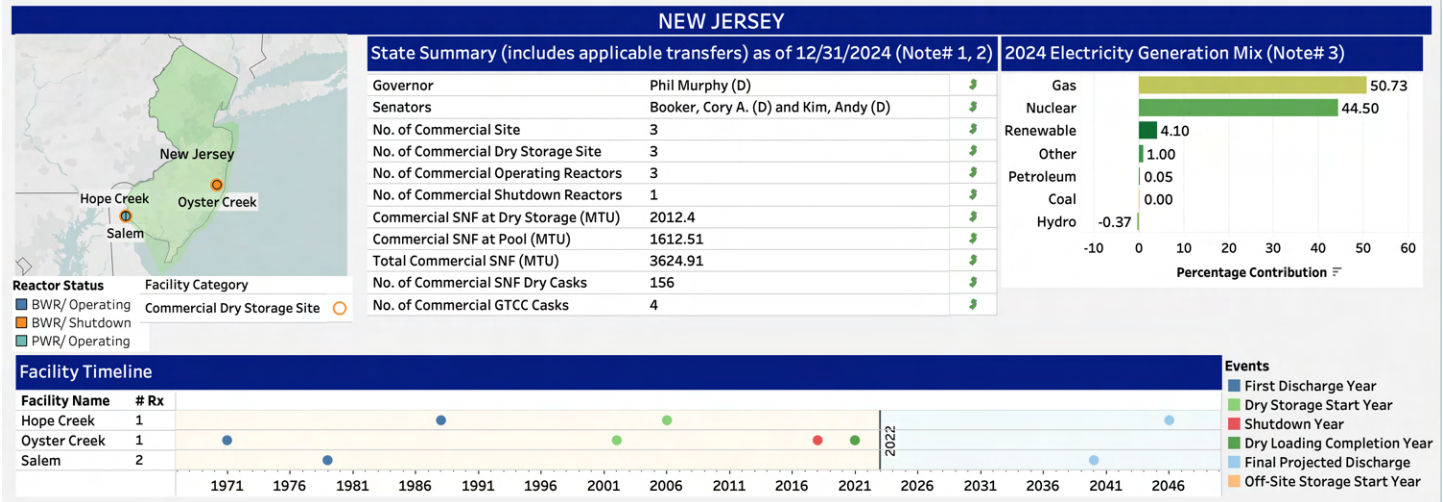 NEW JERSEY
New Jersey
Hope Creek
Oyster Creek
Salem
Reactor Status
BWR/ Operating
BWR/ Shutdown
PWR/ Operating
Facility Category
Commercial Dry Storage Site
State Summary (includes applicable transfers) as of 12/31/2024 (Note# 1, 2)
Governor Phil Murphy (D)
Senators Booker, Cory A. (D) and Kim, Andy (D)
No. of Commercial Site 3
No. of Commercial Dry Storage Site 3
No. of Commercial Operating Reactors 3
No. of Commercial Shutdown Reactors 1
Commercial SNF at Dry Storage (MTU) 2012.4
Commercial SNF at Pool (MTU) 1612.51
Total Commercial SNF (MTU) 3624.91
No. of Commercial SNF Dry Casks 156
No. of Commercial GTCC Casks 4
2024 Electricity Generation Mix (Note# 3)
Gas 50.73
Nuclear 44.50
Renewable 4.10
Other 1.00
Petroleum 0.05
Coal 0.00
Hydro -0.37
-10 0 10 20 30 40 50 60
Percentage Contribution
Facility Timeline
Facility Name # Rx
Hope Creek 1
Oyster Creek 1
Salem 2
2022
1971 1976 1981 1986 1991 1996 2001 2006 2011 2016 2021 2026 2031 2036 2041 2046
Events
First Discharge Year
Dry Storage Start Year
Shutdown Year
Dry Loading Completion Year
Final Projected Discharge
Off-Site Storage Start Year